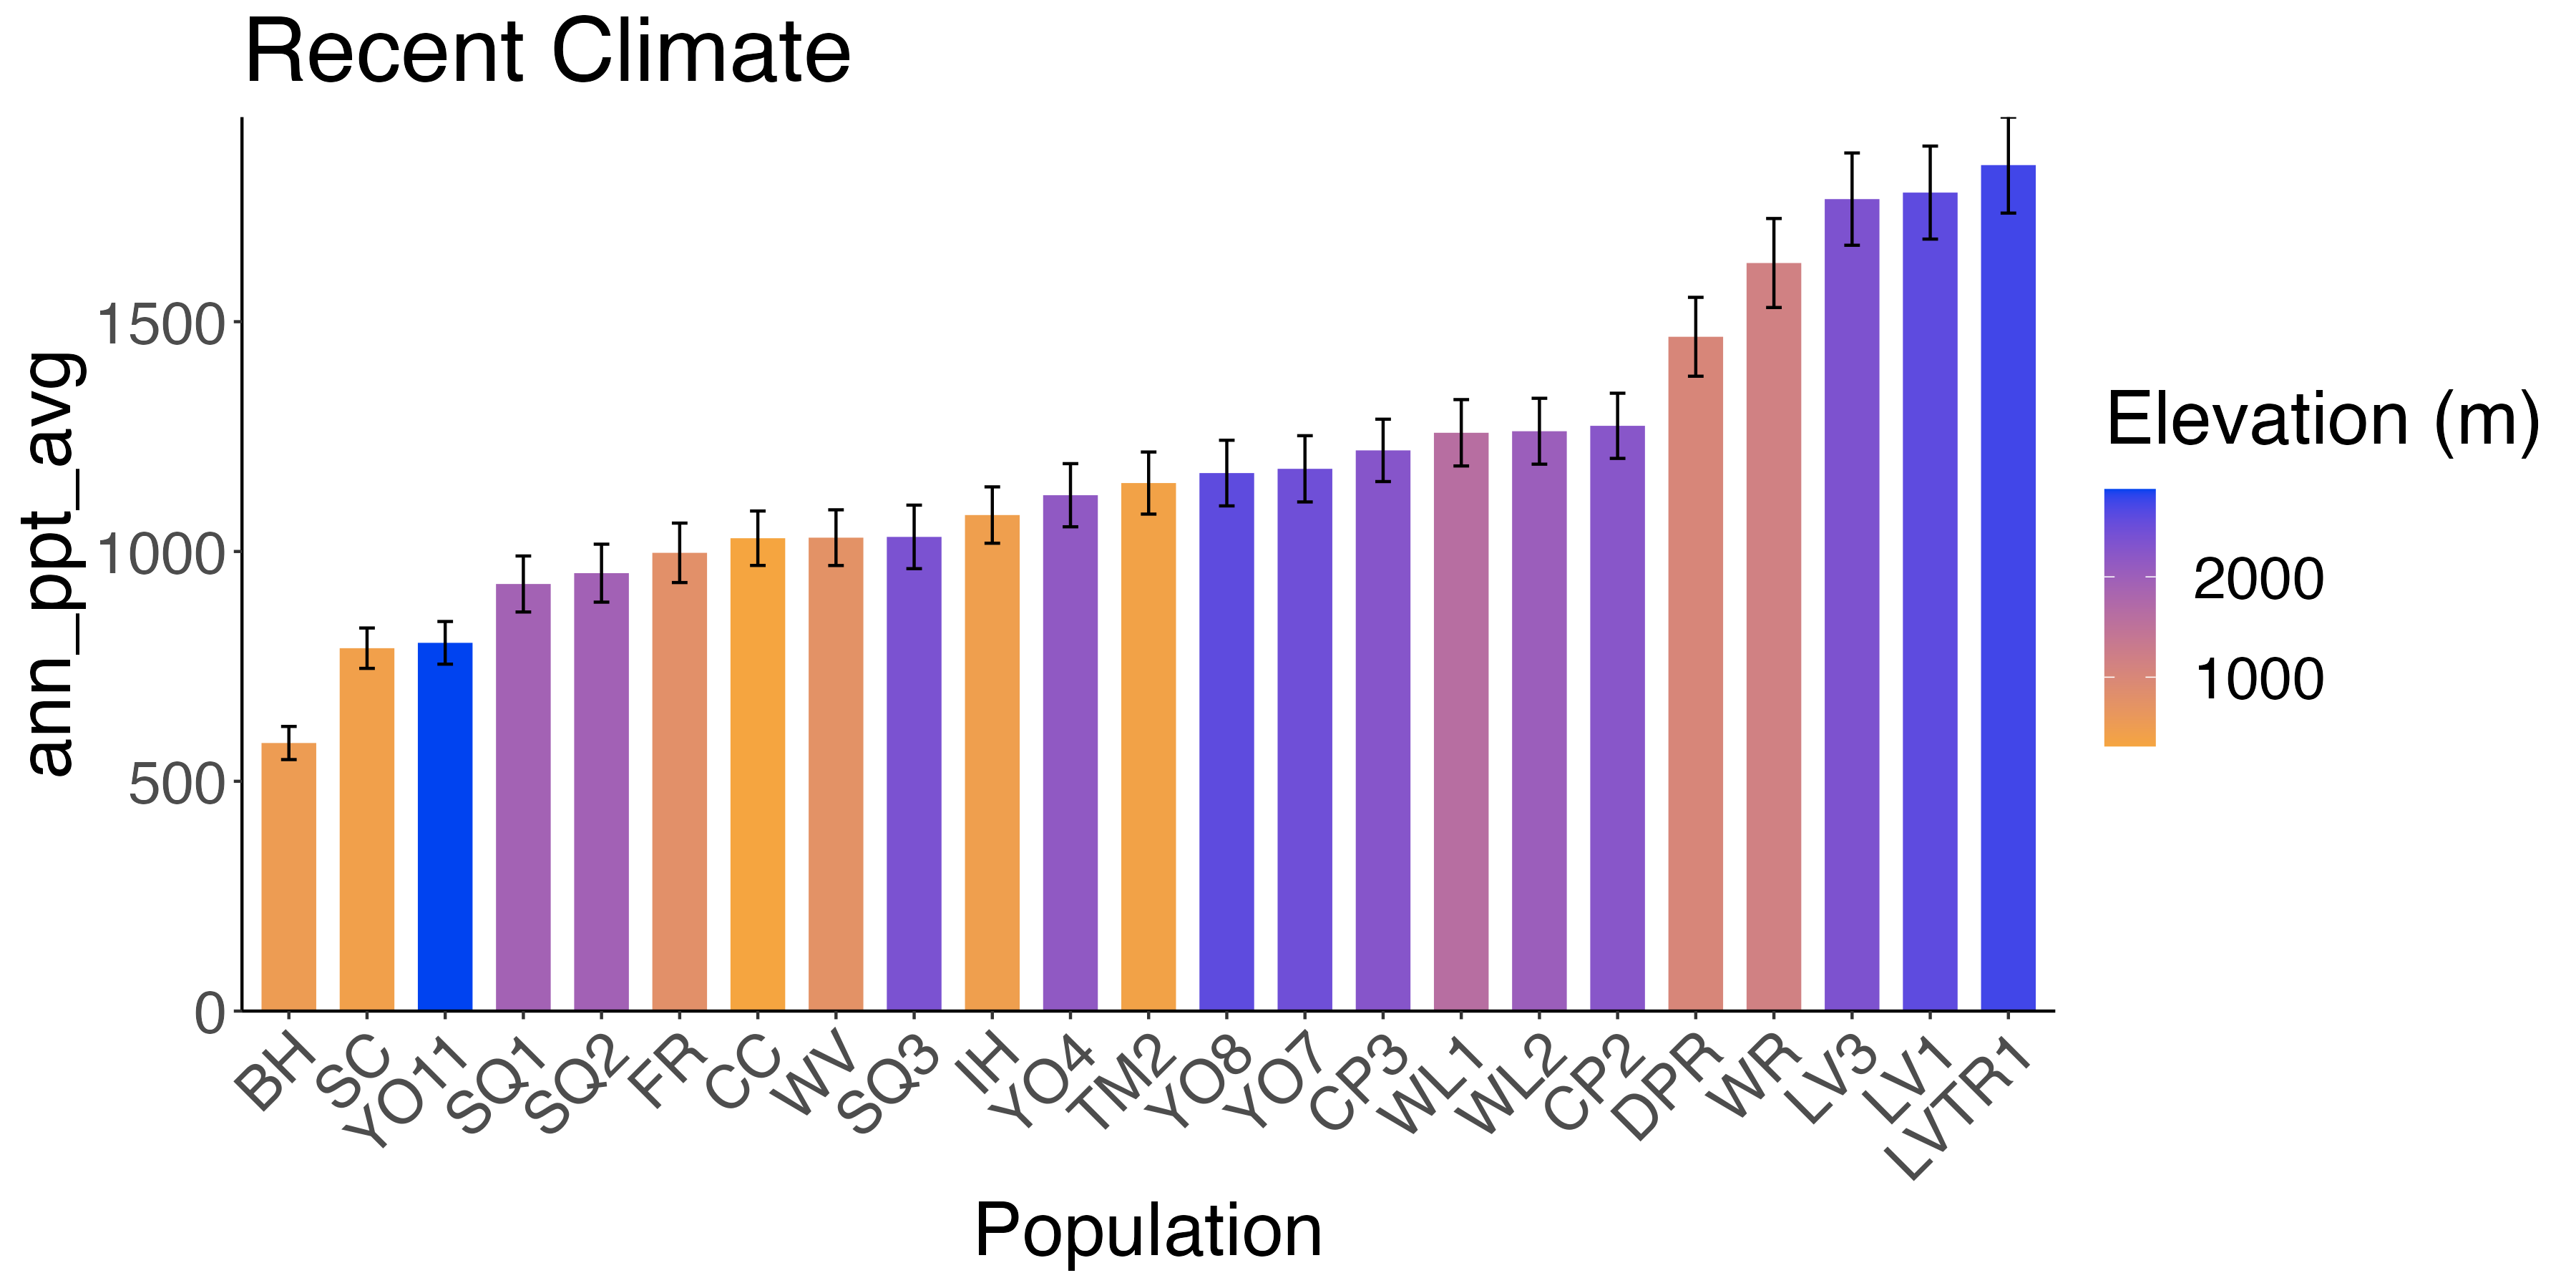 Recent Climate
ann_ppt_avg
1500
1000
500
0
BH
SC
YO11
SQ1
SQ2
FR
CC
WV
SQ3
IH
YO4
TM2
YO8
YO7
CP3
WL1
WL2
CP2
DPR
WR
LV3
LV1
LVTR1
Population
Elevation (m)
2000
1000